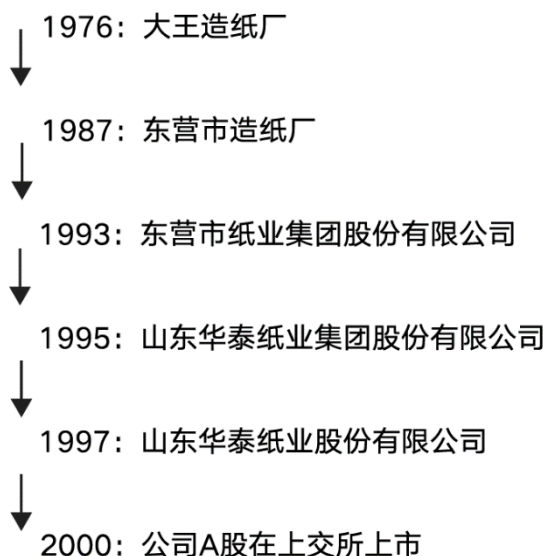 1976：大王造纸厂
1987：东营市造纸厂
1993：东营市纸业集团股份有限公司
1995：山东华泰纸业集团股份有限公司
1997：山东华泰纸业股份有限公司
2000：公司A股在上交所上市